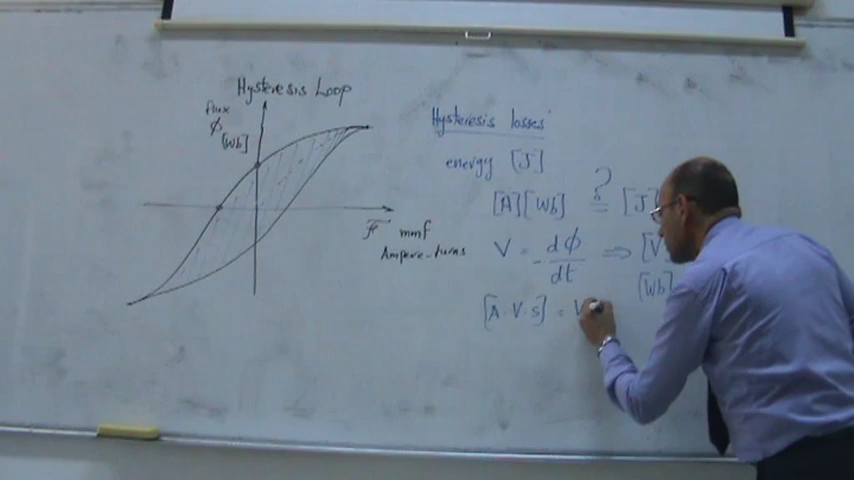 Hysteresis Loop
flux
ϕ
[Wb]
F mmf
Ampere-turns
Hysteresis losses
energy [J]
?
[A][Wb] = [J]
V = - dϕ/dt ⇒ [V
[Wb]
[A · V · s] =